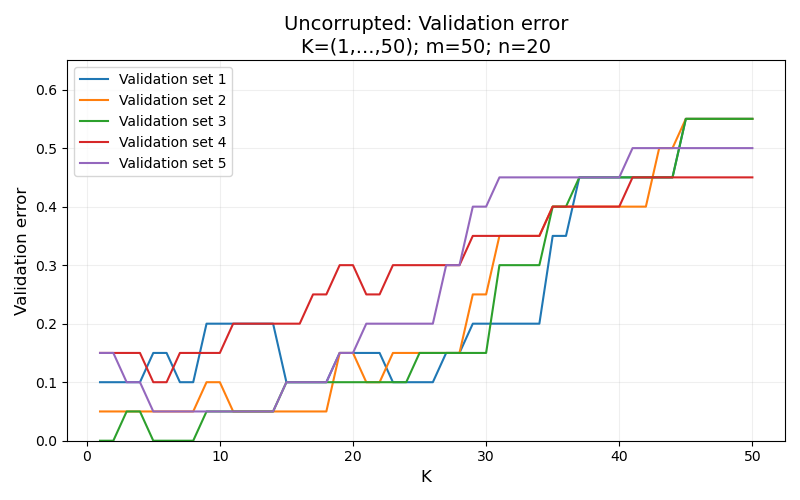 Uncorrupted: Validation error
K=(1,...,50); m=50; n=20
Validation set 1
Validation set 2
Validation set 3
Validation set 4
Validation set 5
Validation error
0.6
0.5
0.4
0.3
0.2
0.1
0.0
0
10
20
30
40
50
K